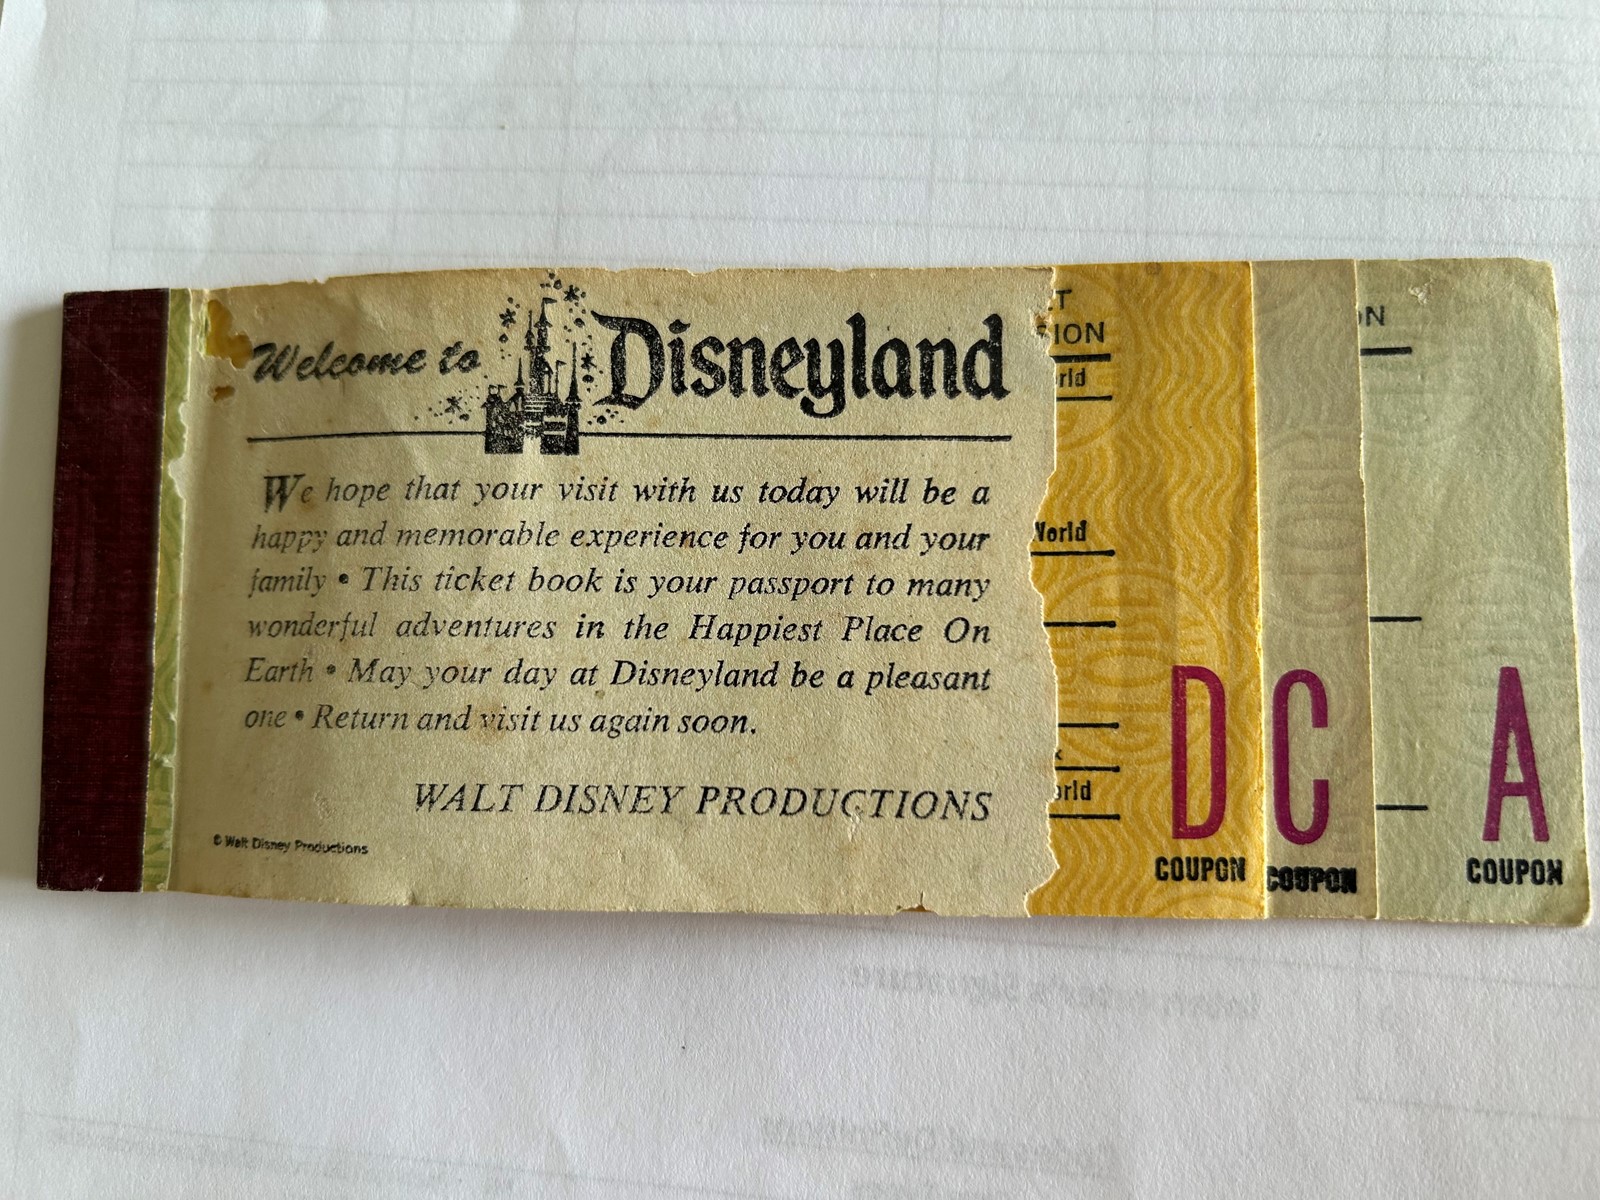 Welcome to Disneyland
We hope that your visit with us today will be a
happy and memorable experience for you and your
family • This ticket book is your passport to many
wonderful adventures in the Happiest Place On
Earth • May your day at Disneyland be a pleasant
one • Return and visit us again soon.
WALT DISNEY PRODUCTIONS
© Walt Disney Productions
D
COUPON
C
COUPON
A
COUPON